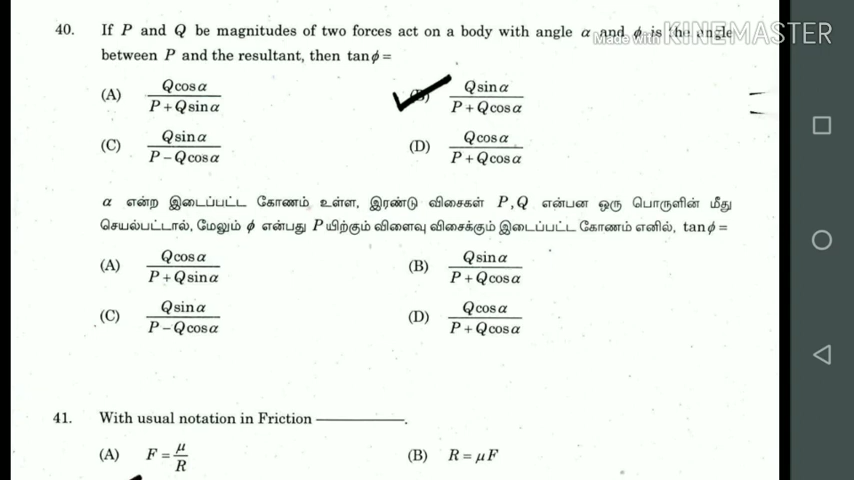 40. If P and Q be magnitudes of two forces act on a body with angle α and ϕ is the angle
Made with KINEMASTER
between P and the resultant, then tanϕ =
(A) Qcosα / P + Qsinα
(B) Qsinα / P + Qcosα
(C) Qsinα / P − Qcosα
(D) Qcosα / P + Qcosα
α என்ற இடைப்பட்ட கோணம் உள்ள, இரண்டு விசைகள் P, Q என்பன ஒரு பொருளின் மீது
செயல்பட்டால், மேலும் ϕ என்பது P யிற்கும் விளைவு விசைக்கும் இடைப்பட்ட கோணம் எனில், tanϕ =
(A) Qcosα / P + Qsinα
(B) Qsinα / P + Qcosα
(C) Qsinα / P − Qcosα
(D) Qcosα / P + Qcosα
41. With usual notation in Friction ————.
(A) F = μ / R
(B) R = μF